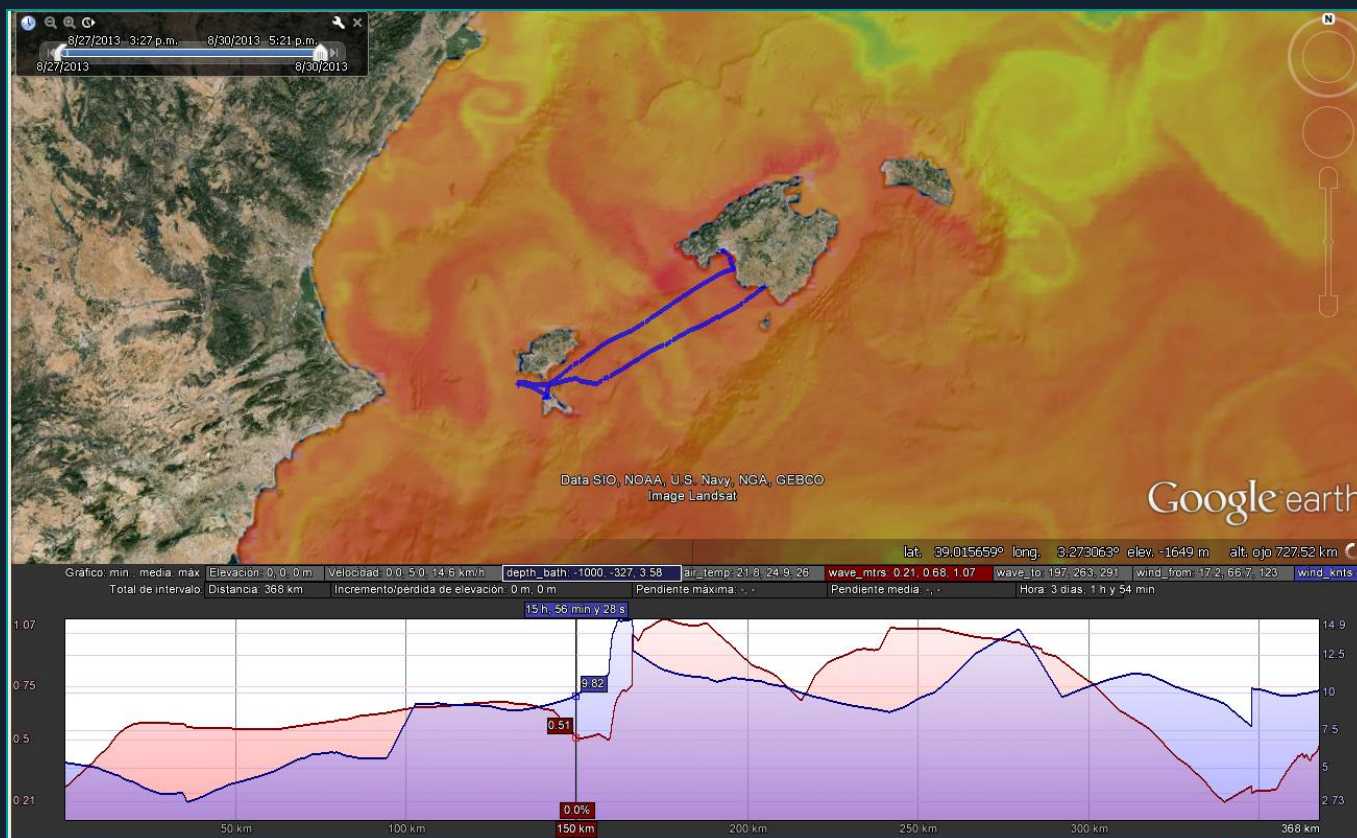 8/27/2013 3:27 p.m. 8/30/2013 5:21 p.m.
8/27/2013 8/30/2013
N
Data SIO, NOAA, U.S. Navy, NGA, GEBCO
Image Landsat
Google earth
lat. 39.015659° long. 3.273063° elev. -1649 m alt. ojo 727.52 km
Gráfico: min., media, máx Elevación: 0, 0, 0 m Velocidad: 0.0, 5.0, 14.6 km/h depth_bath: -1000, -327, 3.58 air_temp: 21.8, 24.9, 26 wave_mtrs: 0.21, 0.68, 1.07 wave_to: 197, 263, 291 wind_from: 17.2, 66.7, 123 wind_knts
Total de intervalo: Distancia: 368 km Incremento/pérdida de elevación: 0 m, 0 m Pendiente máxima: -, - Pendiente media: -, - Hora: 3 días, 1 h y 54 min
15 h, 56 min y 28 s
1.07 14.9
12.5
0.75 9.82 10
0.5 0.51 7.5
5
0.21 2.73
0.0%
50 km 100 km 150 km 200 km 250 km 300 km 368 km